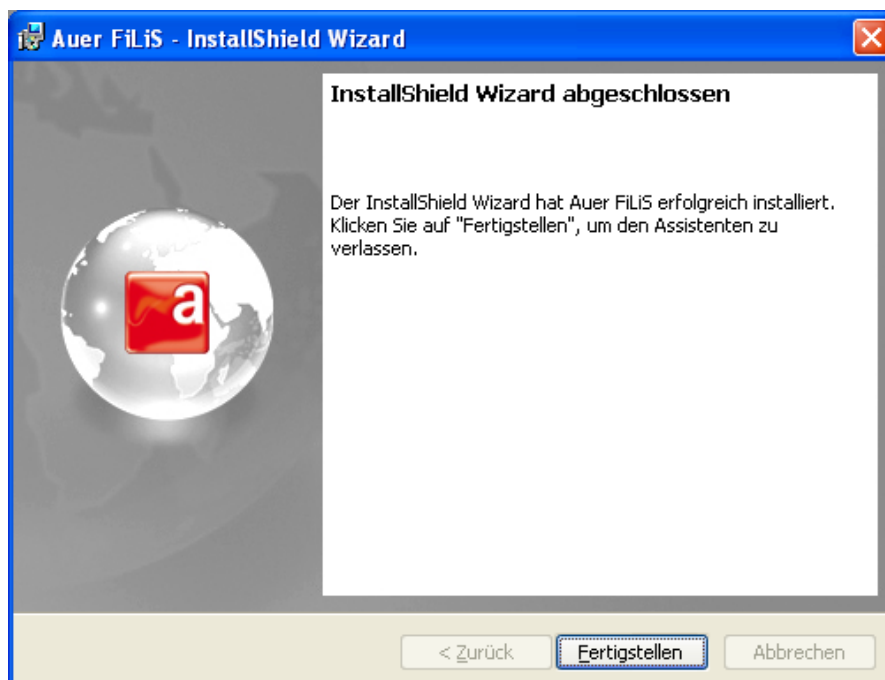 Auer FiLiS - InstallShield Wizard
InstallShield Wizard abgeschlossen
Der InstallShield Wizard hat Auer FiLiS erfolgreich installiert.
Klicken Sie auf "Fertigstellen", um den Assistenten zu
verlassen.
a
< Zurück
Fertigstellen
Abbrechen